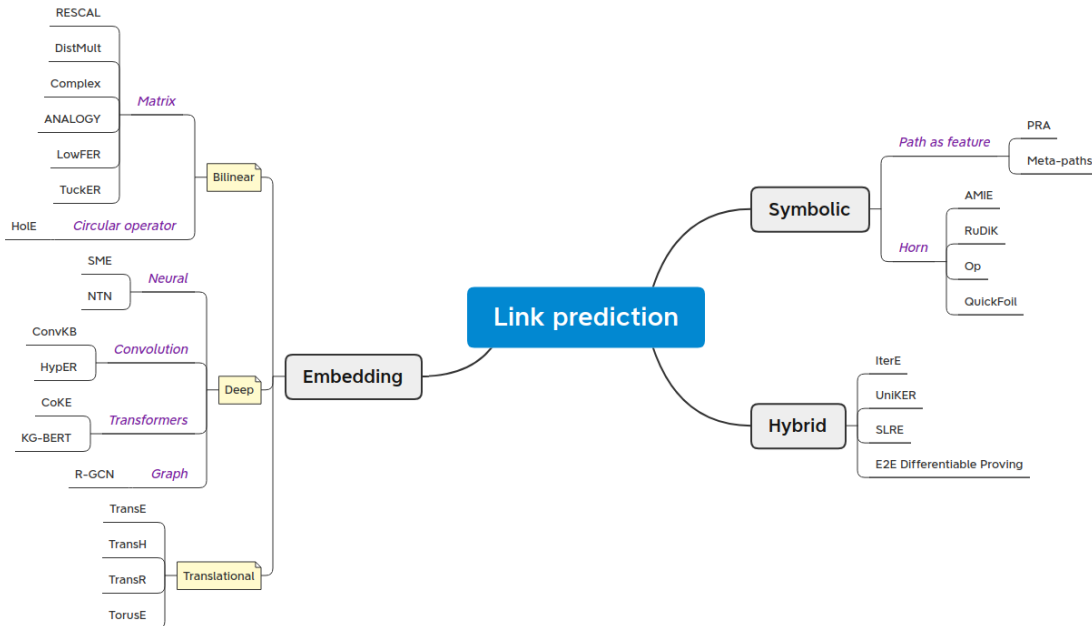 Link prediction
Embedding
Bilinear
Matrix
RESCAL
DistMult
Complex
ANALOGY
LowFER
TuckER
Circular operator
HolE
Deep
Neural
SME
NTN
Convolution
ConvKB
HypER
Transformers
CoKE
KG-BERT
Graph
R-GCN
Translational
TransE
TransH
TransR
TorusE
Symbolic
Path as feature
PRA
Meta-paths
Horn
AMIE
RuDiK
Op
QuickFoil
Hybrid
IterE
UniKER
SLRE
E2E Differentiable Proving